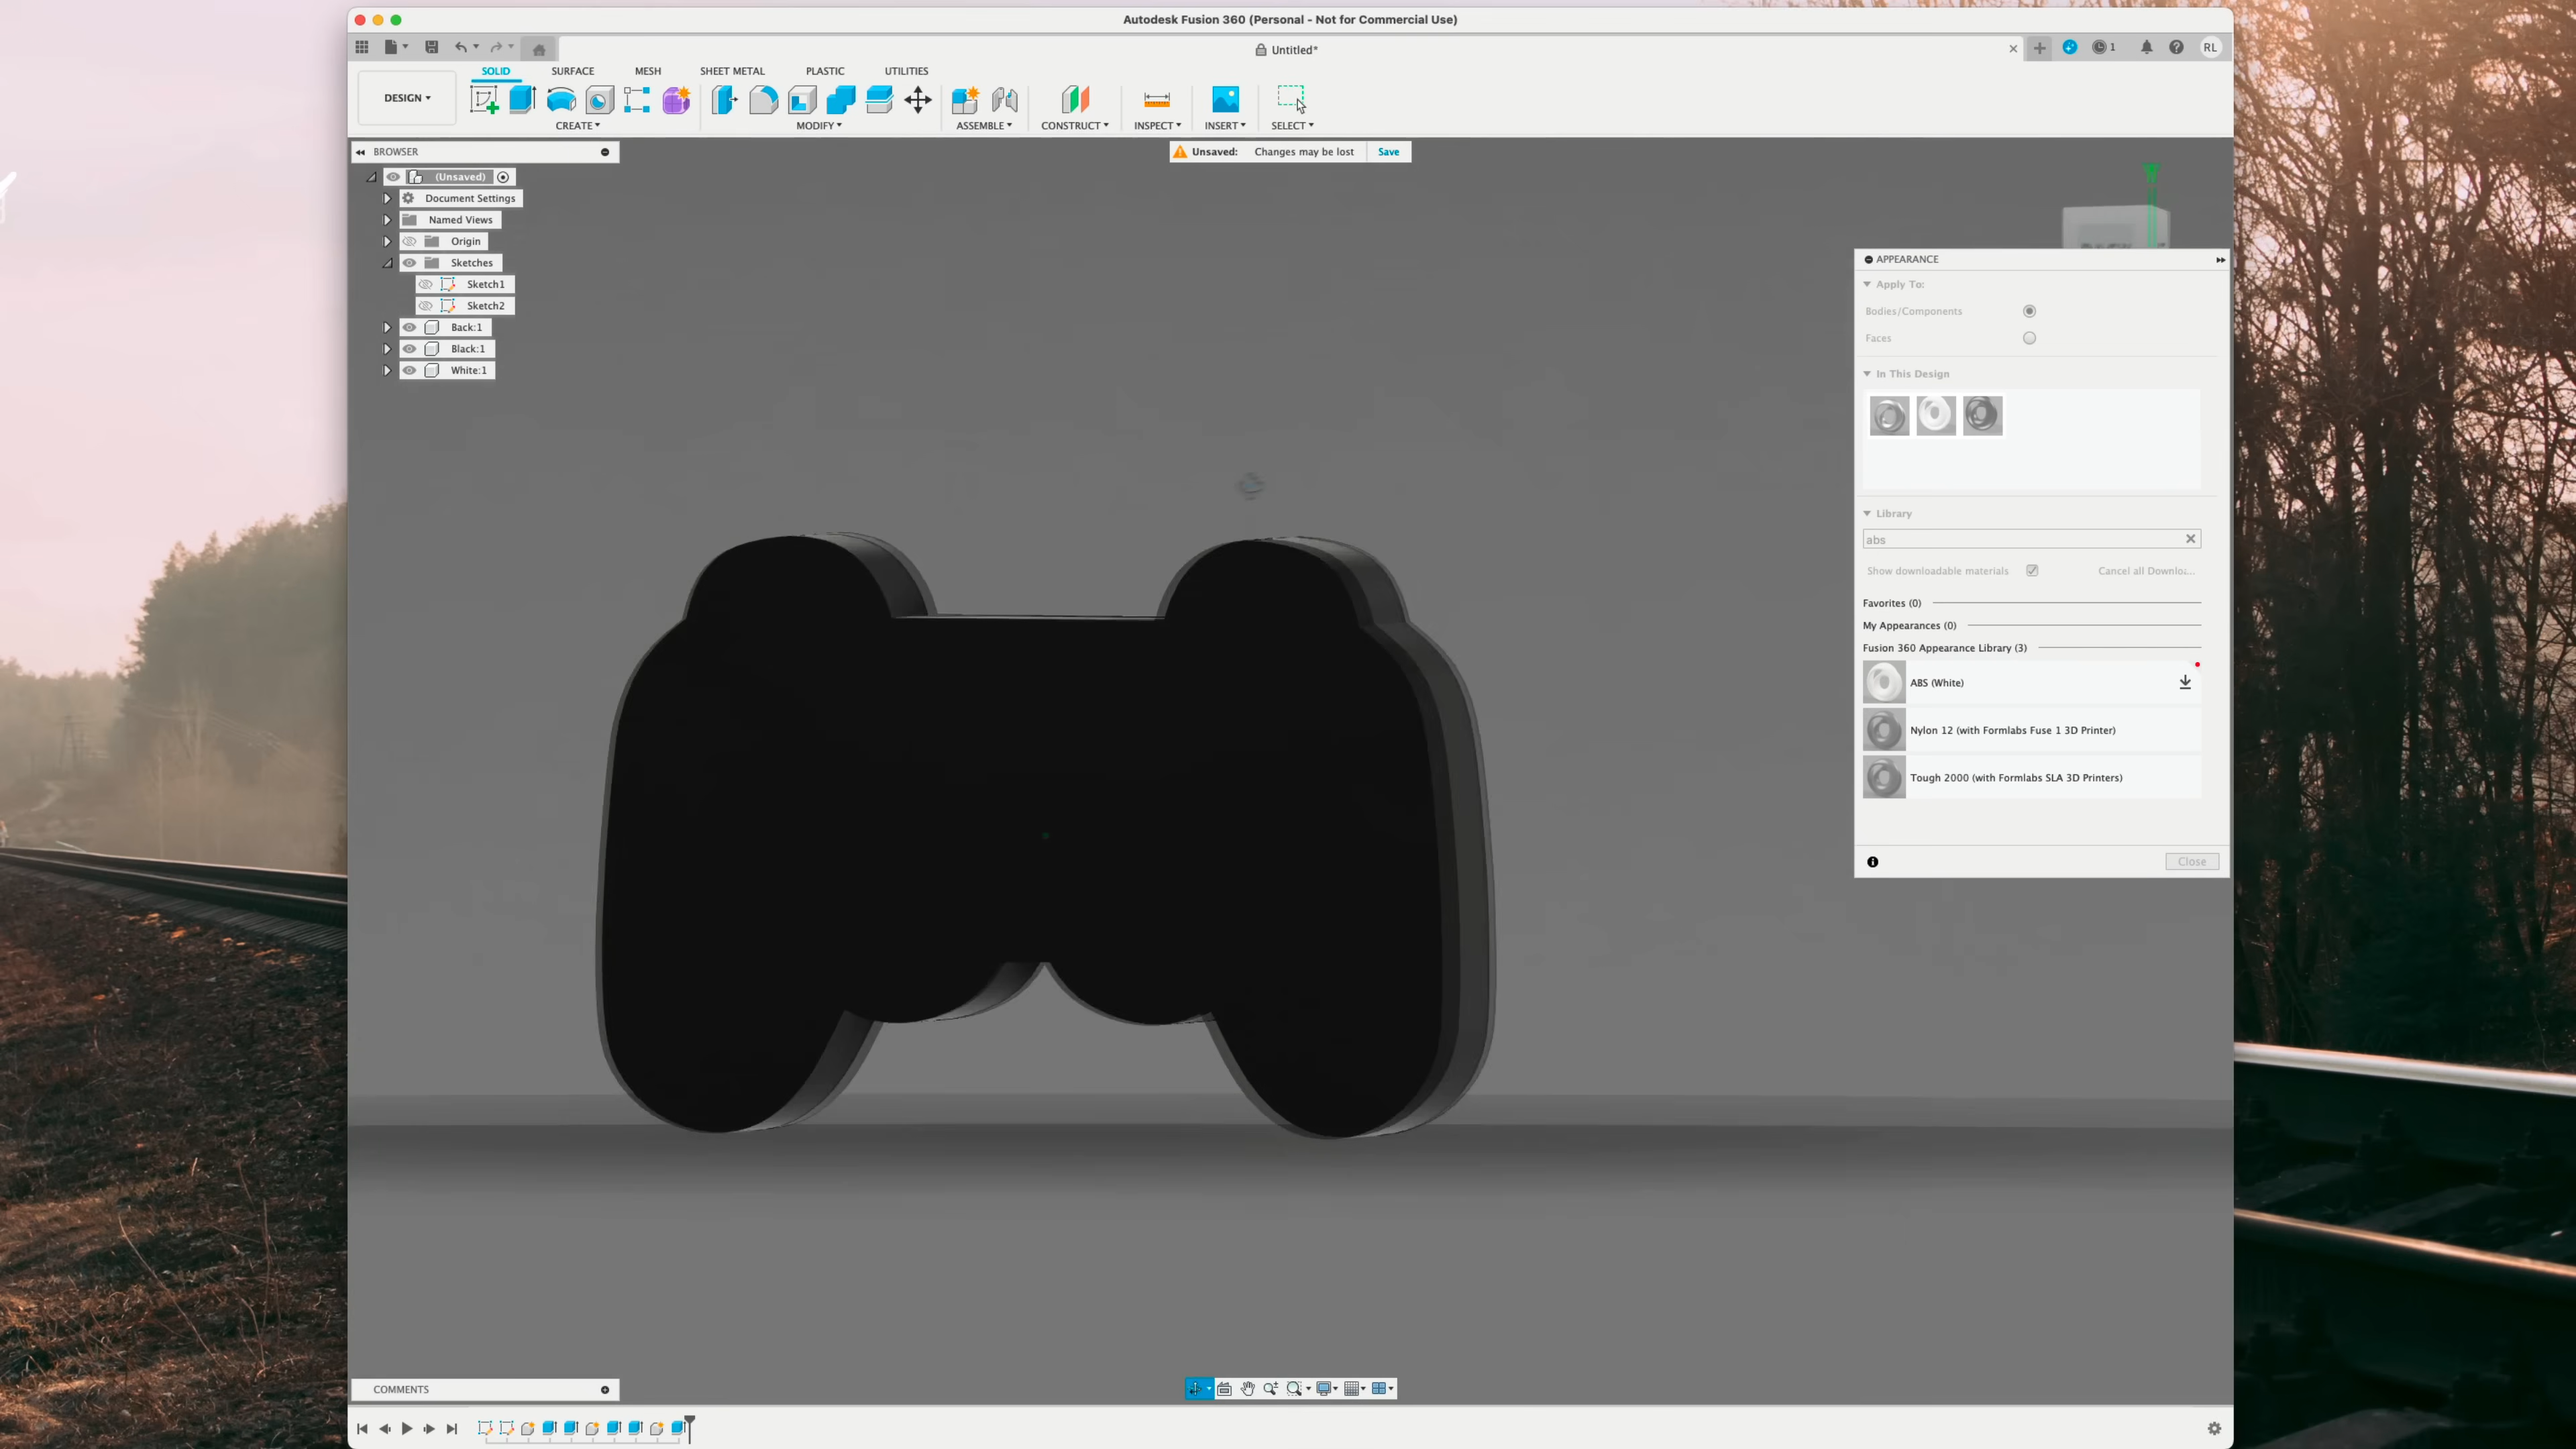 Autodesk Fusion 360 (Personal - Not for Commercial Use)
Untitled*
1
RL
DESIGN
SOLID
SURFACE
MESH
SHEET METAL
PLASTIC
UTILITIES
CREATE
MODIFY
ASSEMBLE
CONSTRUCT
INSPECT
INSERT
SELECT
BROWSER
Unsaved: Changes may be lost
Save
(Unsaved)
Document Settings
Named Views
Origin
Sketches
Sketch1
Sketch2
Back:1
Black:1
White:1
APPEARANCE
Apply To:
Bodies/Components
Faces
In This Design
Library
abs
Show downloadable materials
Cancel all Downloa...
Favorites (0)
My Appearances (0)
Fusion 360 Appearance Library (3)
ABS (White)
Nylon 12 (with Formlabs Fuse 1 3D Printer)
Tough 2000 (with Formlabs SLA 3D Printers)
Close
COMMENTS